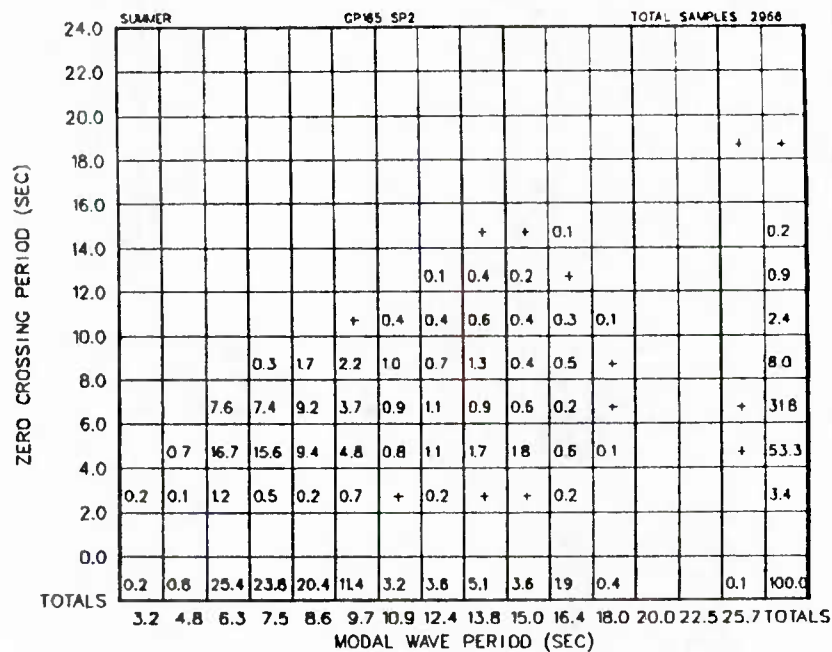 SUMMER GP165 SP2 TOTAL SAMPLES 2968
24.0
22.0
20.0
18.0 + +
16.0
14.0 + + 0.1 0.2
12.0 0.1 0.4 0.2 + 0.9
10.0 + 0.4 0.4 0.6 0.4 0.3 0.1 2.4
8.0 0.3 1.7 2.2 1.0 0.7 1.3 0.4 0.5 + 8.0
6.0 7.6 7.4 9.2 3.7 0.9 1.1 0.9 0.6 0.2 + + 31.8
4.0 0.7 16.7 15.6 9.4 4.8 0.8 1.1 1.7 1.8 0.6 0.1 + 53.3
2.0 0.2 0.1 1.2 0.5 0.2 0.7 + 0.2 + + 0.2 3.4
0.0
TOTALS 0.2 0.8 25.4 23.8 20.4 11.4 3.2 3.6 5.1 3.6 1.9 0.4 0.1 100.0
3.2 4.8 6.3 7.5 8.6 9.7 10.9 12.4 13.8 15.0 16.4 18.0 20.0 22.5 25.7 TOTALS
MODAL WAVE PERIOD (SEC)
ZERO CROSSING PERIOD (SEC)